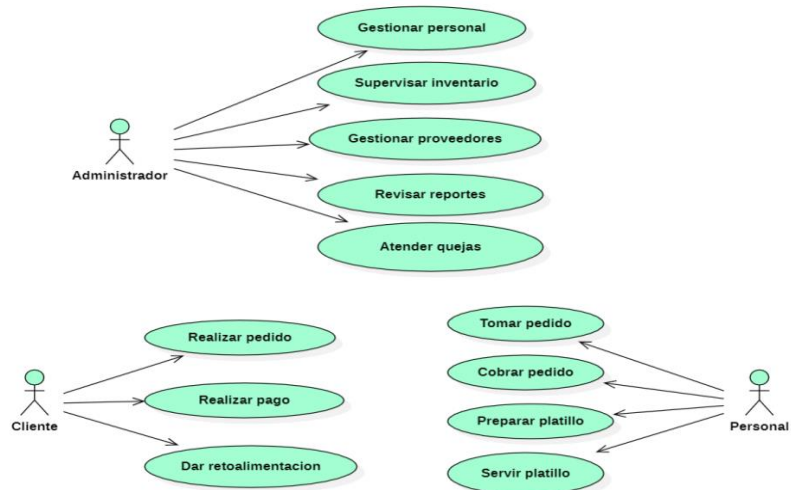 Gestionar personal
Supervisar inventario
Gestionar proveedores
Administrador
Revisar reportes
Atender quejas
Realizar pedido
Realizar pago
Cliente
Dar retoalimentacion
Tomar pedido
Cobrar pedido
Preparar platillo
Personal
Servir platillo